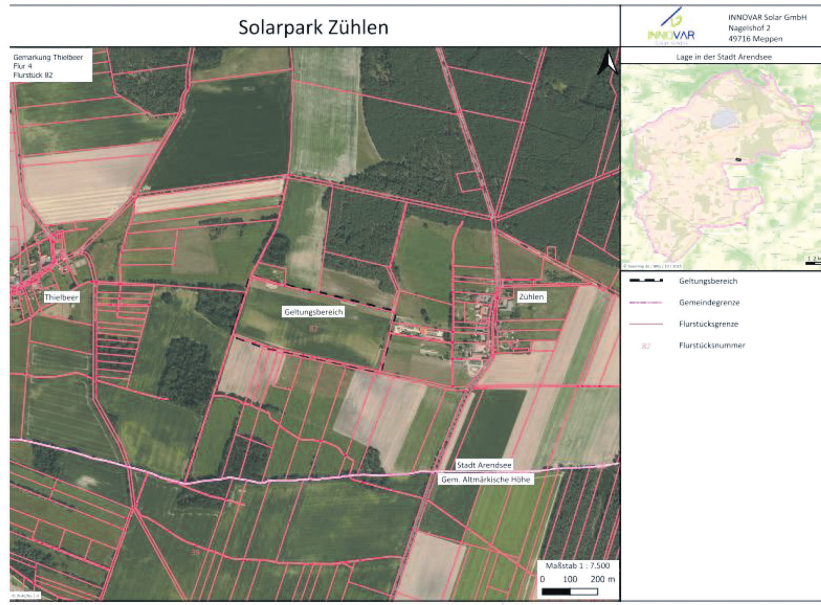 Solarpark Zühlen
INNOVAR
INNOVAR Solar GmbH
Nagelshof 2
49716 Meppen
Gemarkung Thielbeer
Flur 4
Flurstück 82
Lage in der Stadt Arendsee
Thielbeer
Geltungsbereich
82
Zühlen
Stadt Arendsee
Gem. Altmärkische Höhe
39
Maßstab 1 : 7.500
0 100 200 m
Geltungsbereich
Gemeindegrenze
Flurstücksgrenze
82 Flurstücksnummer